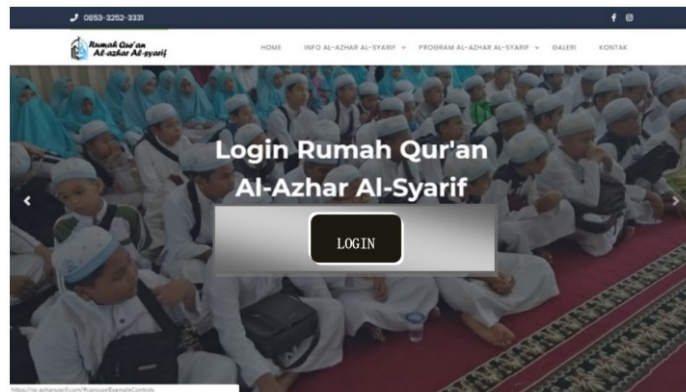 0853-3252-3331
Rumah Qur'an
Al-azhar Al-syarif
HOME
INFO AL-AZHAR AL-SYARIF
PROGRAM AL-AZHAR AL-SYARIF
GALERI
KONTAK
Login Rumah Qur'an
Al-Azhar Al-Syarif
LOGIN